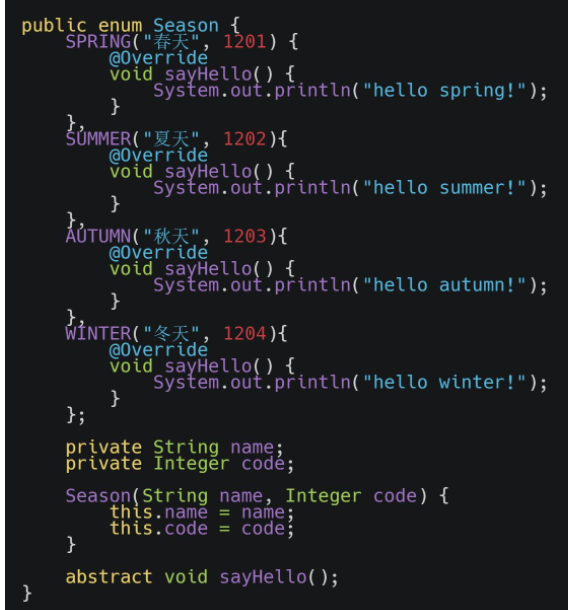 public enum Season {
    SPRING("春天", 1201) {
        @Override
        void sayHello() {
            System.out.println("hello spring!");
        }
    },
    SUMMER("夏天", 1202){
        @Override
        void sayHello() {
            System.out.println("hello summer!");
        }
    },
    AUTUMN("秋天", 1203){
        @Override
        void sayHello() {
            System.out.println("hello autumn!");
        }
    },
    WINTER("冬天", 1204){
        @Override
        void sayHello() {
            System.out.println("hello winter!");
        }
    };

    private String name;
    private Integer code;

    Season(String name, Integer code) {
        this.name = name;
        this.code = code;
    }

    abstract void sayHello();
}